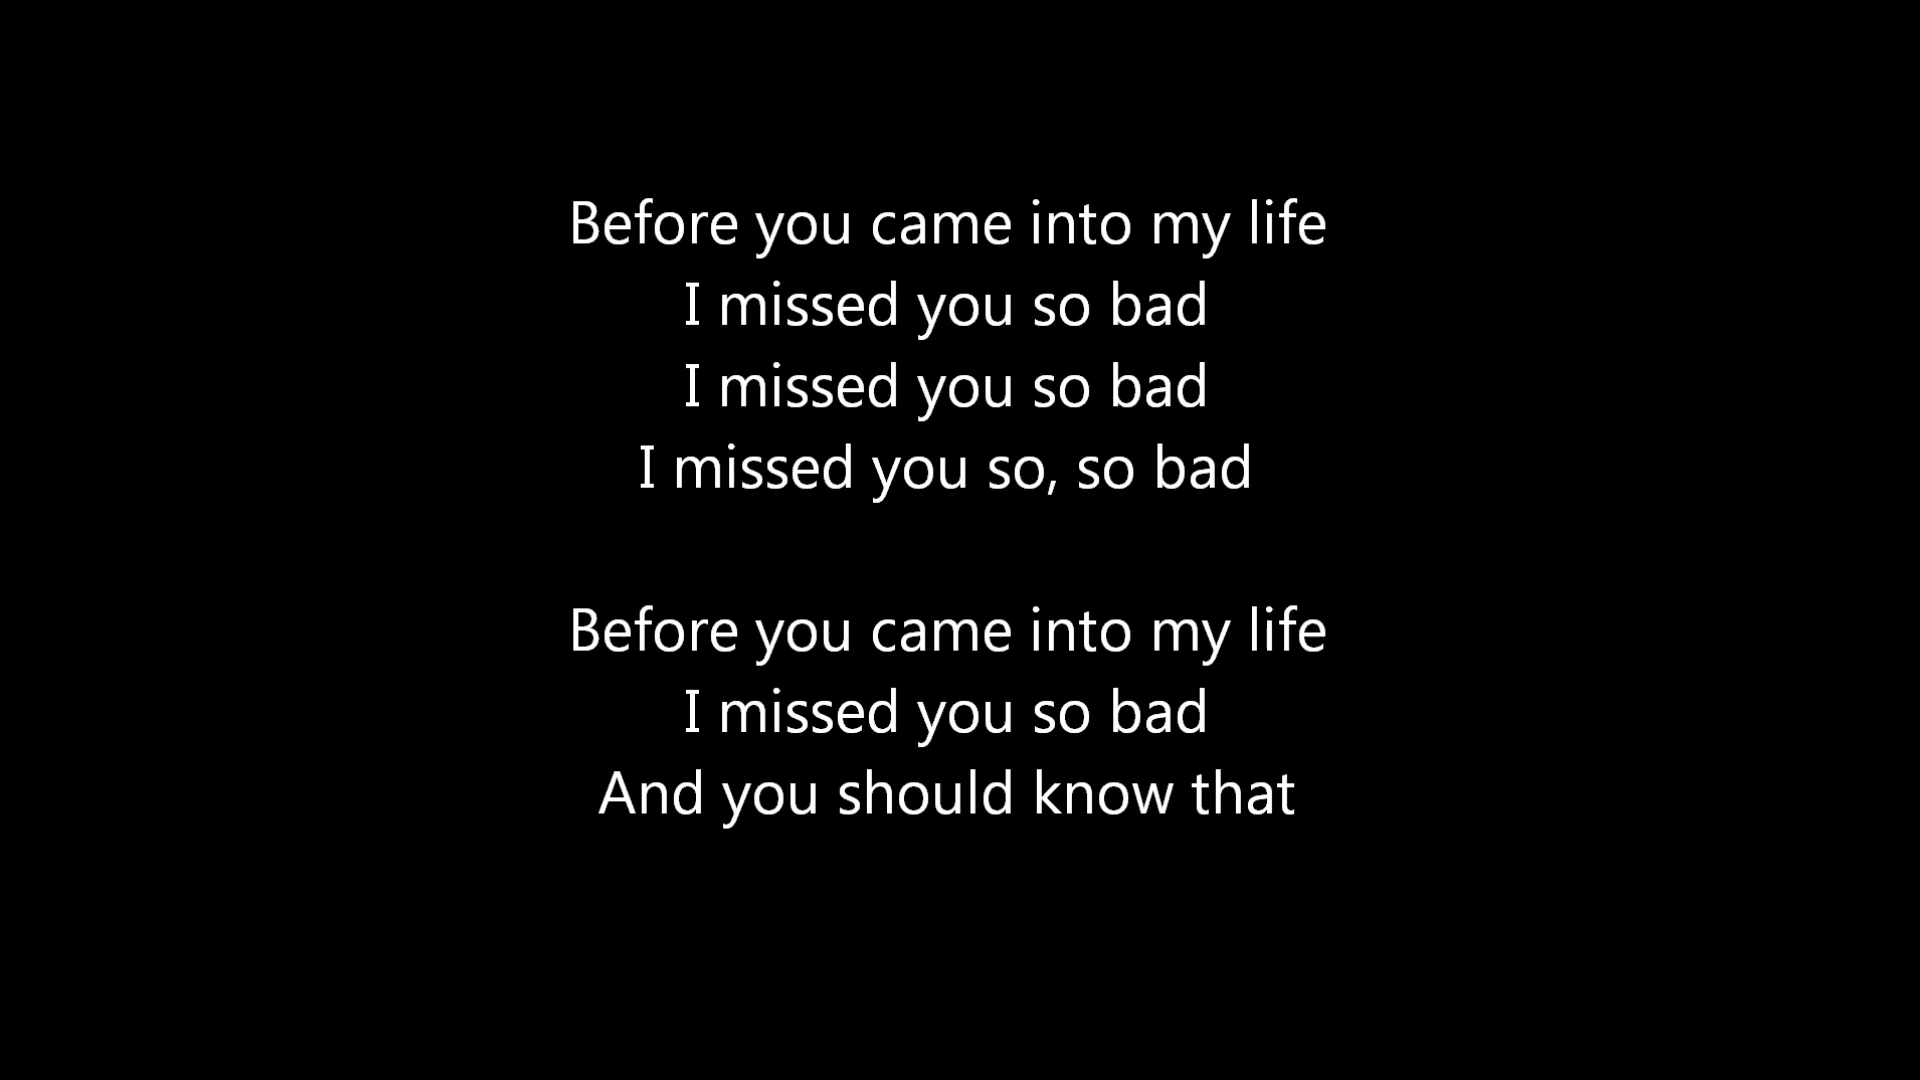 Before you came into my life
I missed you so bad
I missed you so bad
I missed you so, so bad
Before you came into my life
I missed you so bad
And you should know that